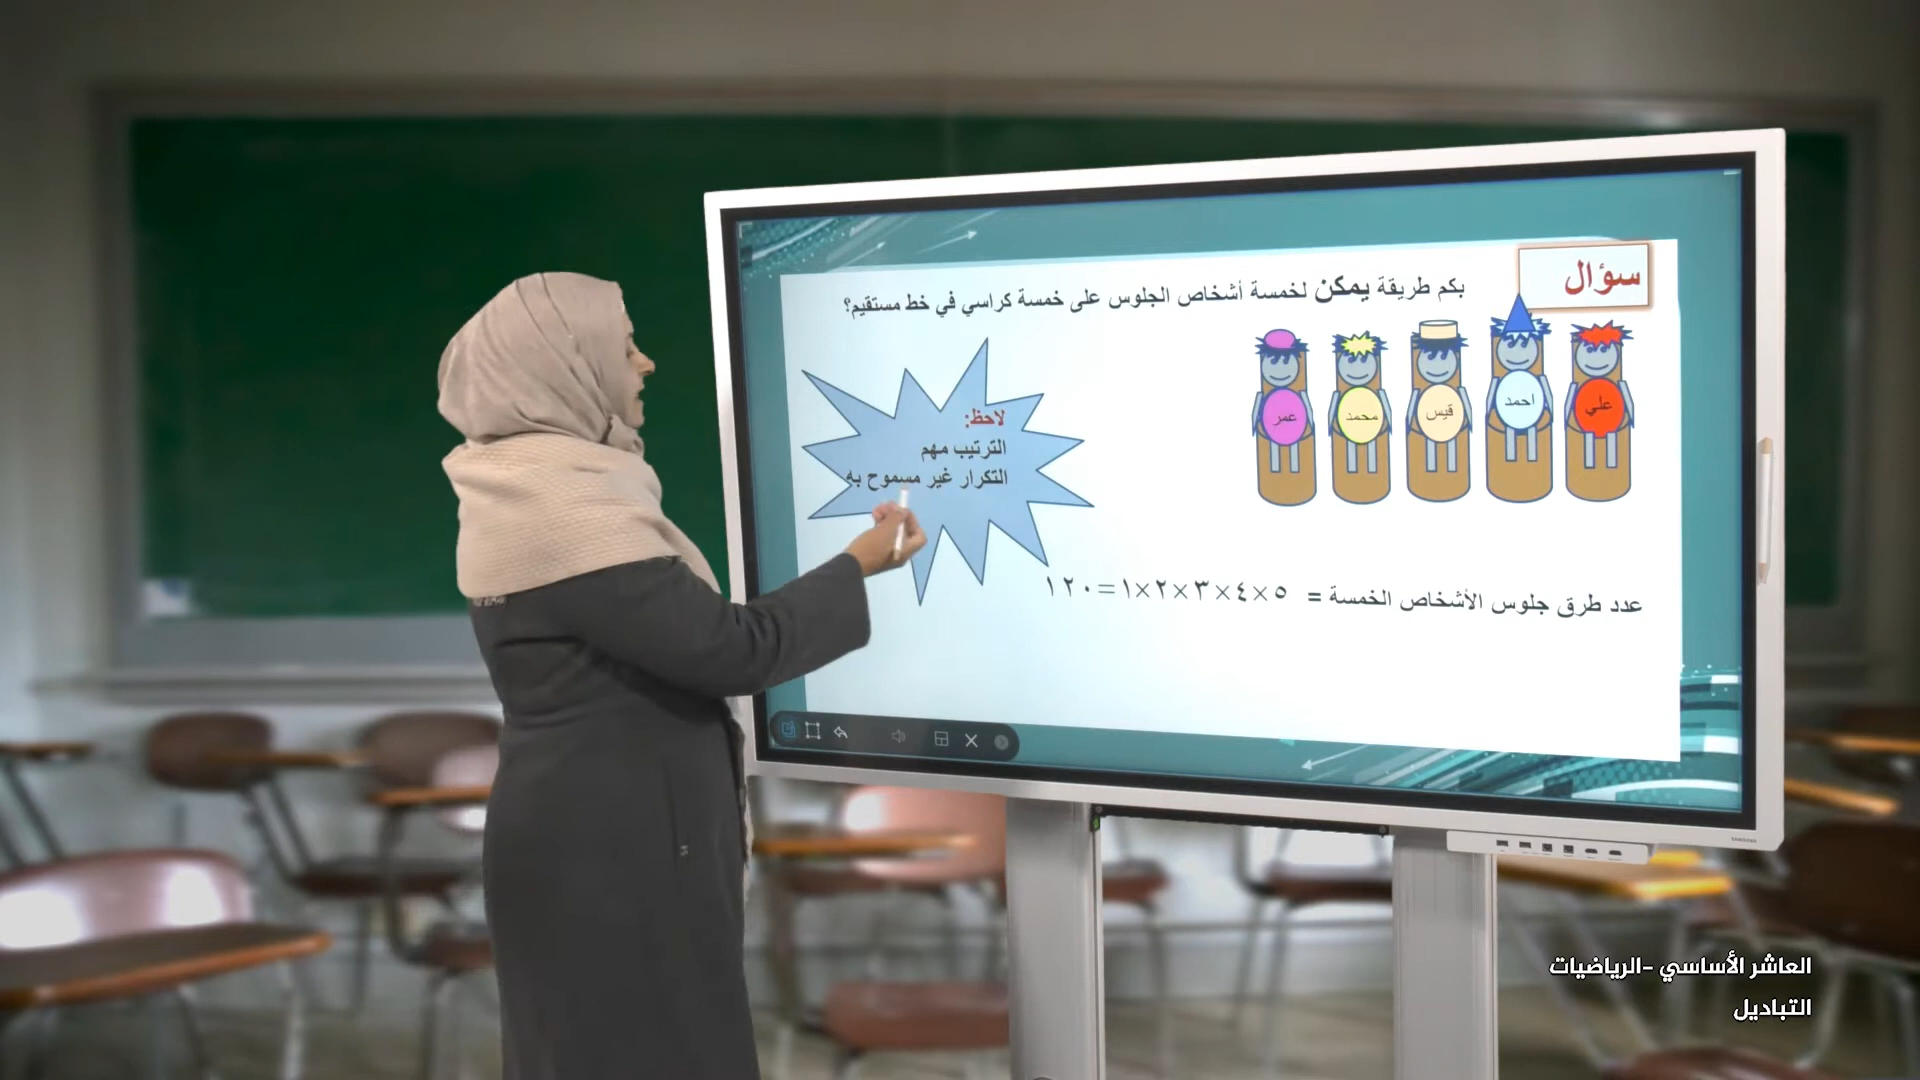 سؤال
بكم طريقة يمكن لخمسة أشخاص الجلوس على خمسة كراسي في خط مستقيم؟
علي
احمد
قيس
محمد
عمر
لاحظ:
الترتيب مهم
التكرار غير مسموح به
عدد طرق جلوس الأشخاص الخمسة = ٥×٤×٣×٢×١=١٢٠
SAMSUNG
العاشر الأساسي -الرياضيات
التباديل